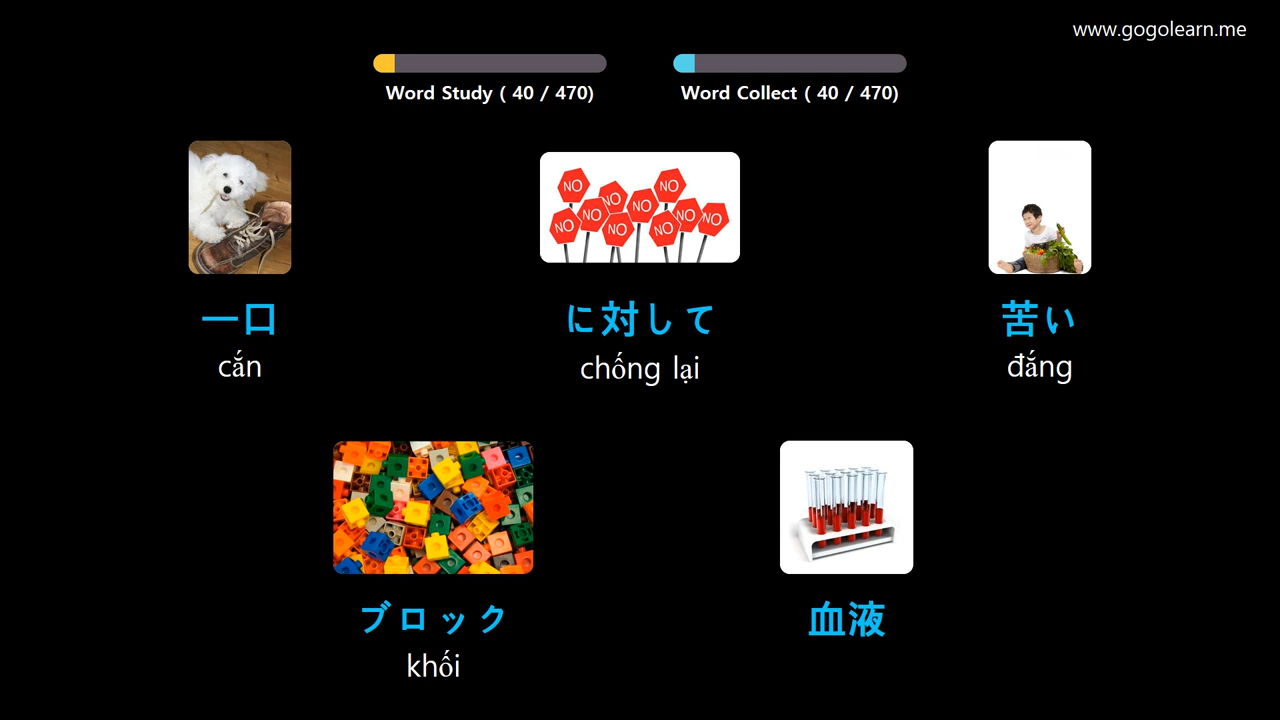 www.gogolearn.me
Word Study ( 40 / 470)
Word Collect ( 40 / 470)
NO NO NO NO NO NO NO NO NO NO
一口
cắn
に対して
chống lại
苦い
đắng
ブロック
khối
血液